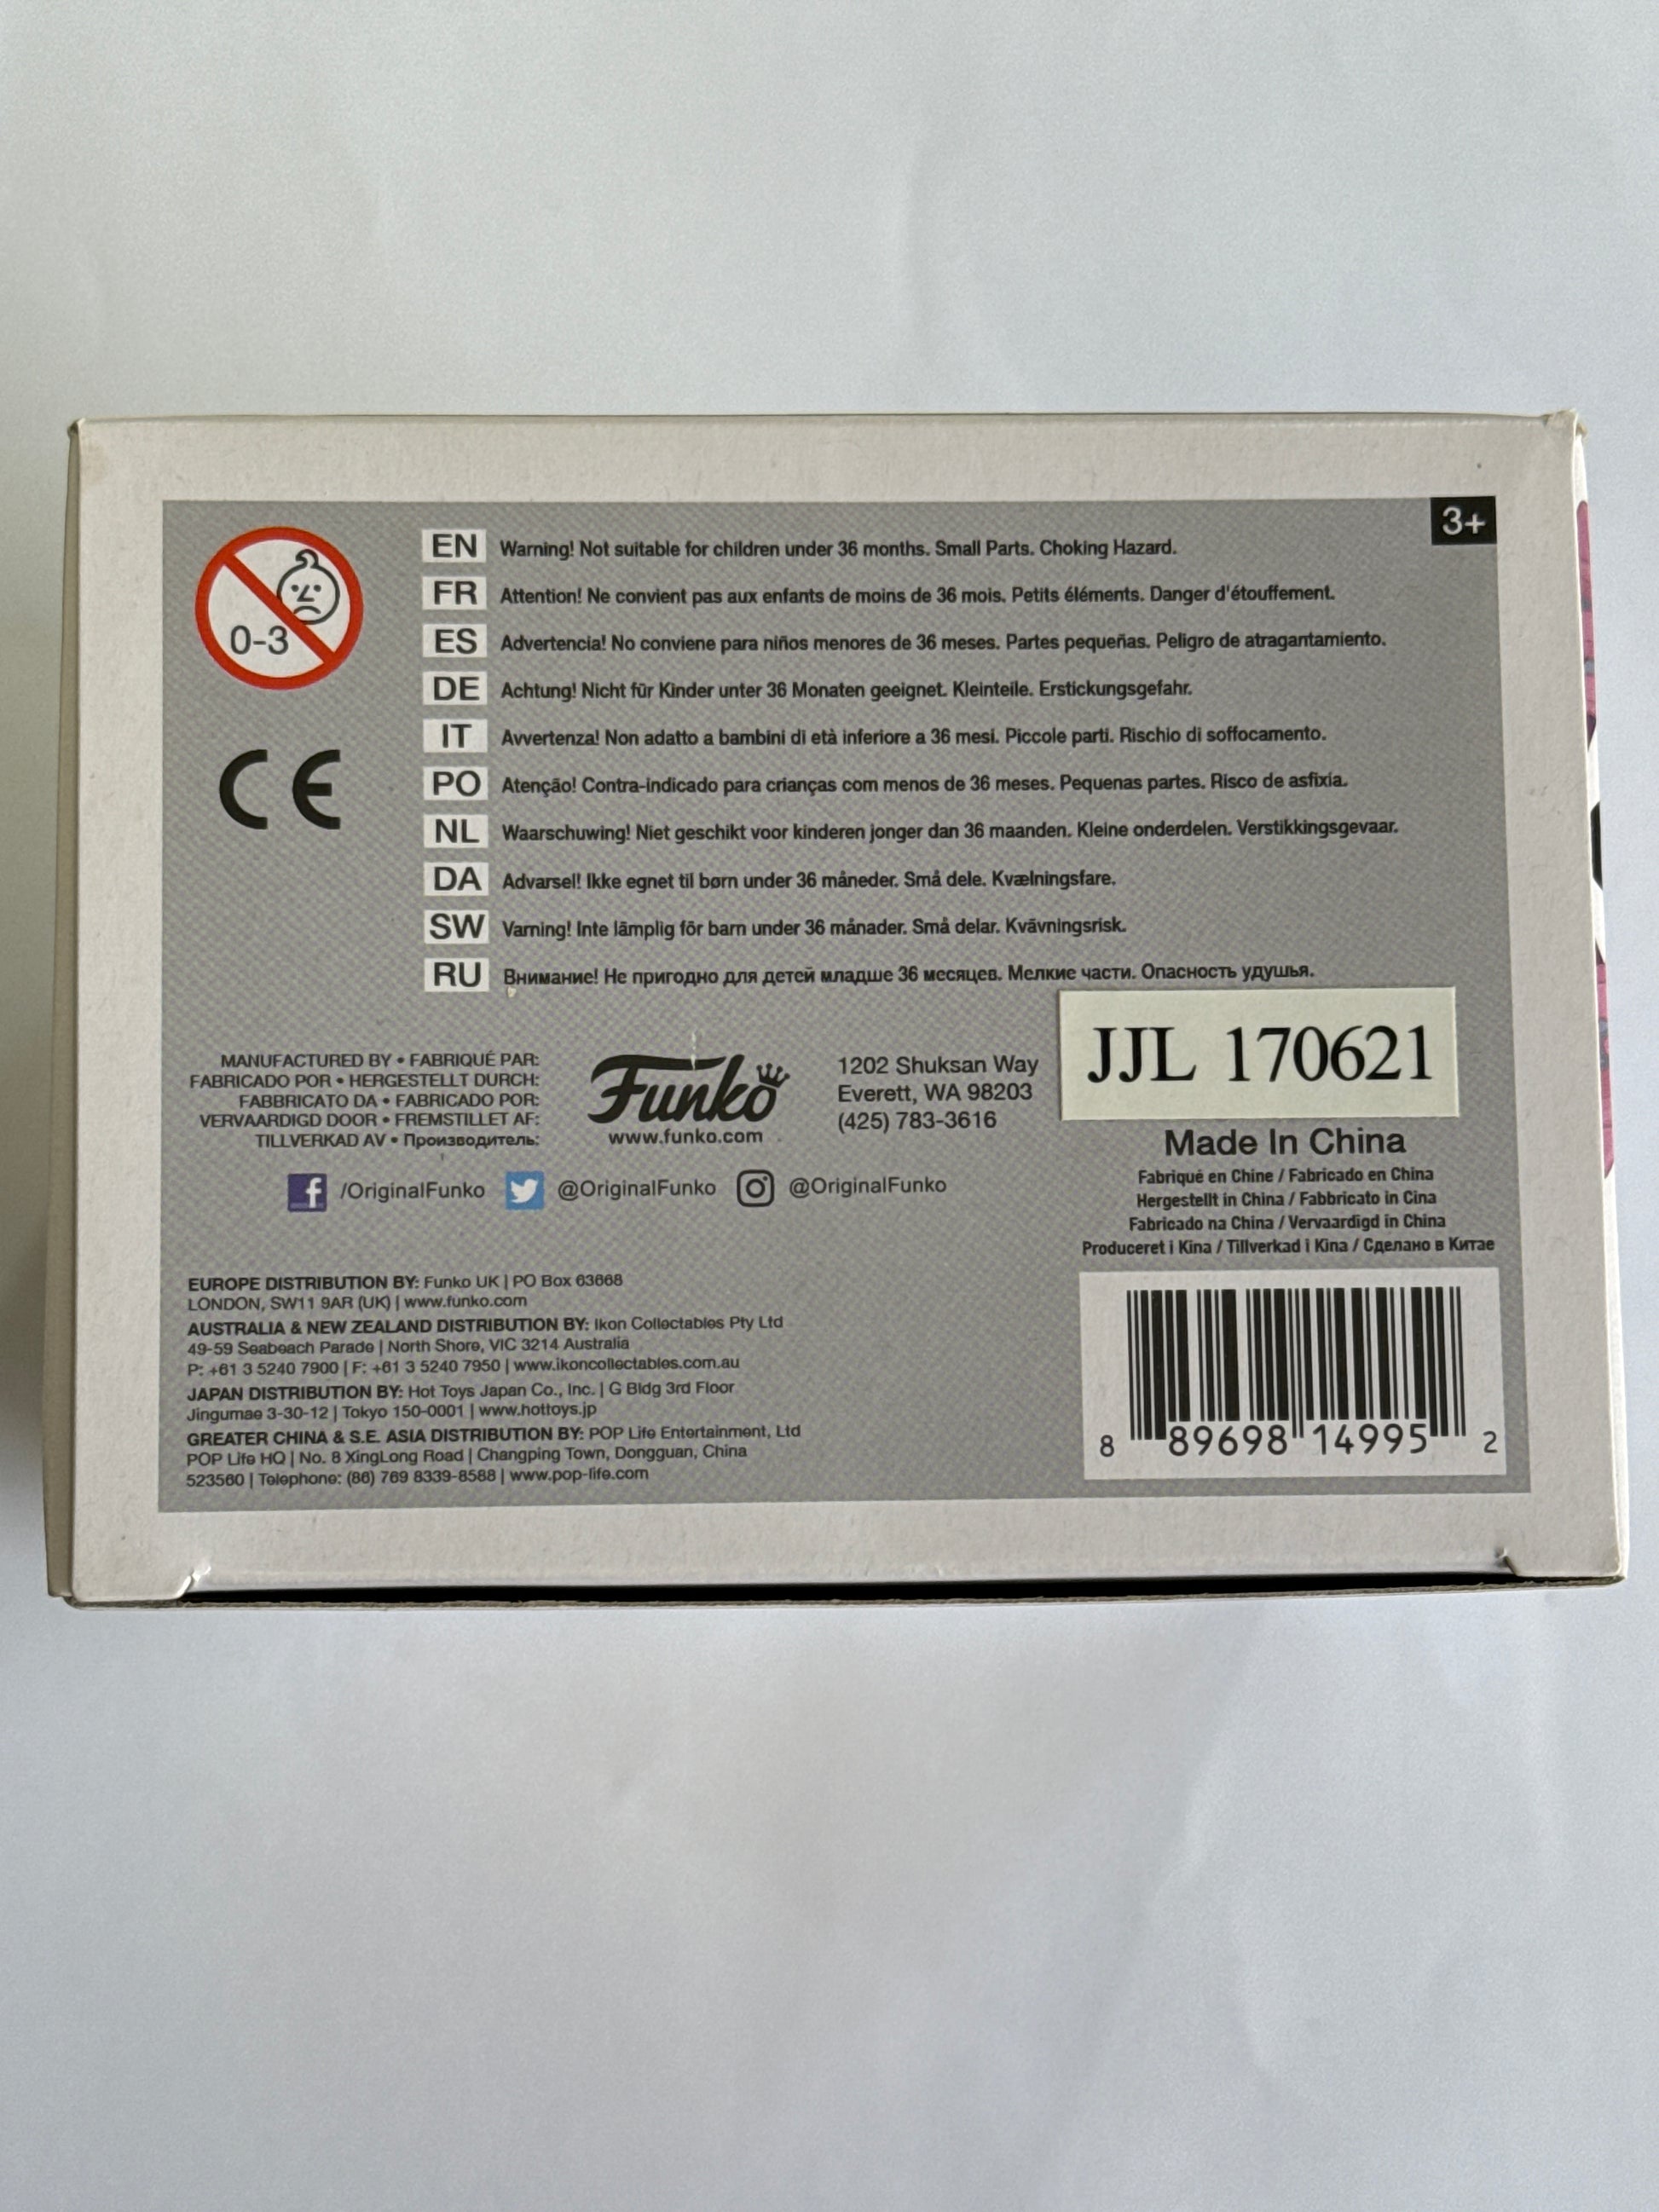 3+
0-3
CE
EN Warning! Not suitable for children under 36 months. Small Parts. Choking Hazard.
FR Attention! Ne convient pas aux enfants de moins de 36 mois. Petits éléments. Danger d'étouffement.
ES Advertencia! No conviene para niños menores de 36 meses. Partes pequeñas. Peligro de atragantamiento.
DE Achtung! Nicht für Kinder unter 36 Monaten geeignet. Kleinteile. Erstickungsgefahr.
IT Avvertenza! Non adatto a bambini di età inferiore a 36 mesi. Piccole parti. Rischio di soffocamento.
PO Atenção! Contra-indicado para crianças com menos de 36 meses. Pequenas partes. Risco de asfixia.
NL Waarschuwing! Niet geschikt voor kinderen jonger dan 36 maanden. Kleine onderdelen. Verstikkingsgevaar.
DA Advarsel! Ikke egnet til børn under 36 måneder. Små dele. Kvælningsfare.
SW Varning! Inte lämplig för barn under 36 månader. Små delar. Kvävningsrisk.
RU Внимание! Не пригодно для детей младше 36 месяцев. Мелкие части. Опасность удушья.
MANUFACTURED BY • FABRIQUÉ PAR:
FABRICADO POR • HERGESTELLT DURCH:
FABBRICATO DA • FABRICADO POR:
VERVAARDIGD DOOR • FREMSTILLET AF:
TILLVERKAD AV • Производитель:
Funko
www.funko.com
1202 Shuksan Way
Everett, WA 98203
(425) 783-3616
JJL 170621
/OriginalFunko @OriginalFunko @OriginalFunko
Made In China
Fabriqué en Chine / Fabricado en China
Hergestellt in China / Fabbricato in Cina
Fabricado na China / Vervaardigd in China
Produceret i Kina / Tillverkad i Kina / Сделано в Китае
EUROPE DISTRIBUTION BY: Funko UK | PO Box 63668
LONDON, SW11 9AR (UK) | www.funko.com
AUSTRALIA & NEW ZEALAND DISTRIBUTION BY: Ikon Collectables Pty Ltd
49-59 Seabeach Parade | North Shore, VIC 3214 Australia
P: +61 3 5240 7900 | F: +61 3 5240 7950 | www.ikoncollectables.com.au
JAPAN DISTRIBUTION BY: Hot Toys Japan Co., Inc. | G Bldg 3rd Floor
Jingumae 3-30-12 | Tokyo 150-0001 | www.hottoys.jp
GREATER CHINA & S.E. ASIA DISTRIBUTION BY: POP Life Entertainment, Ltd
POP Life HQ | No. 8 XingLong Road | Changping Town, Dongguan, China
523560 | Telephone: (86) 769 8339-8588 | www.pop-life.com
8 89698 14995 2